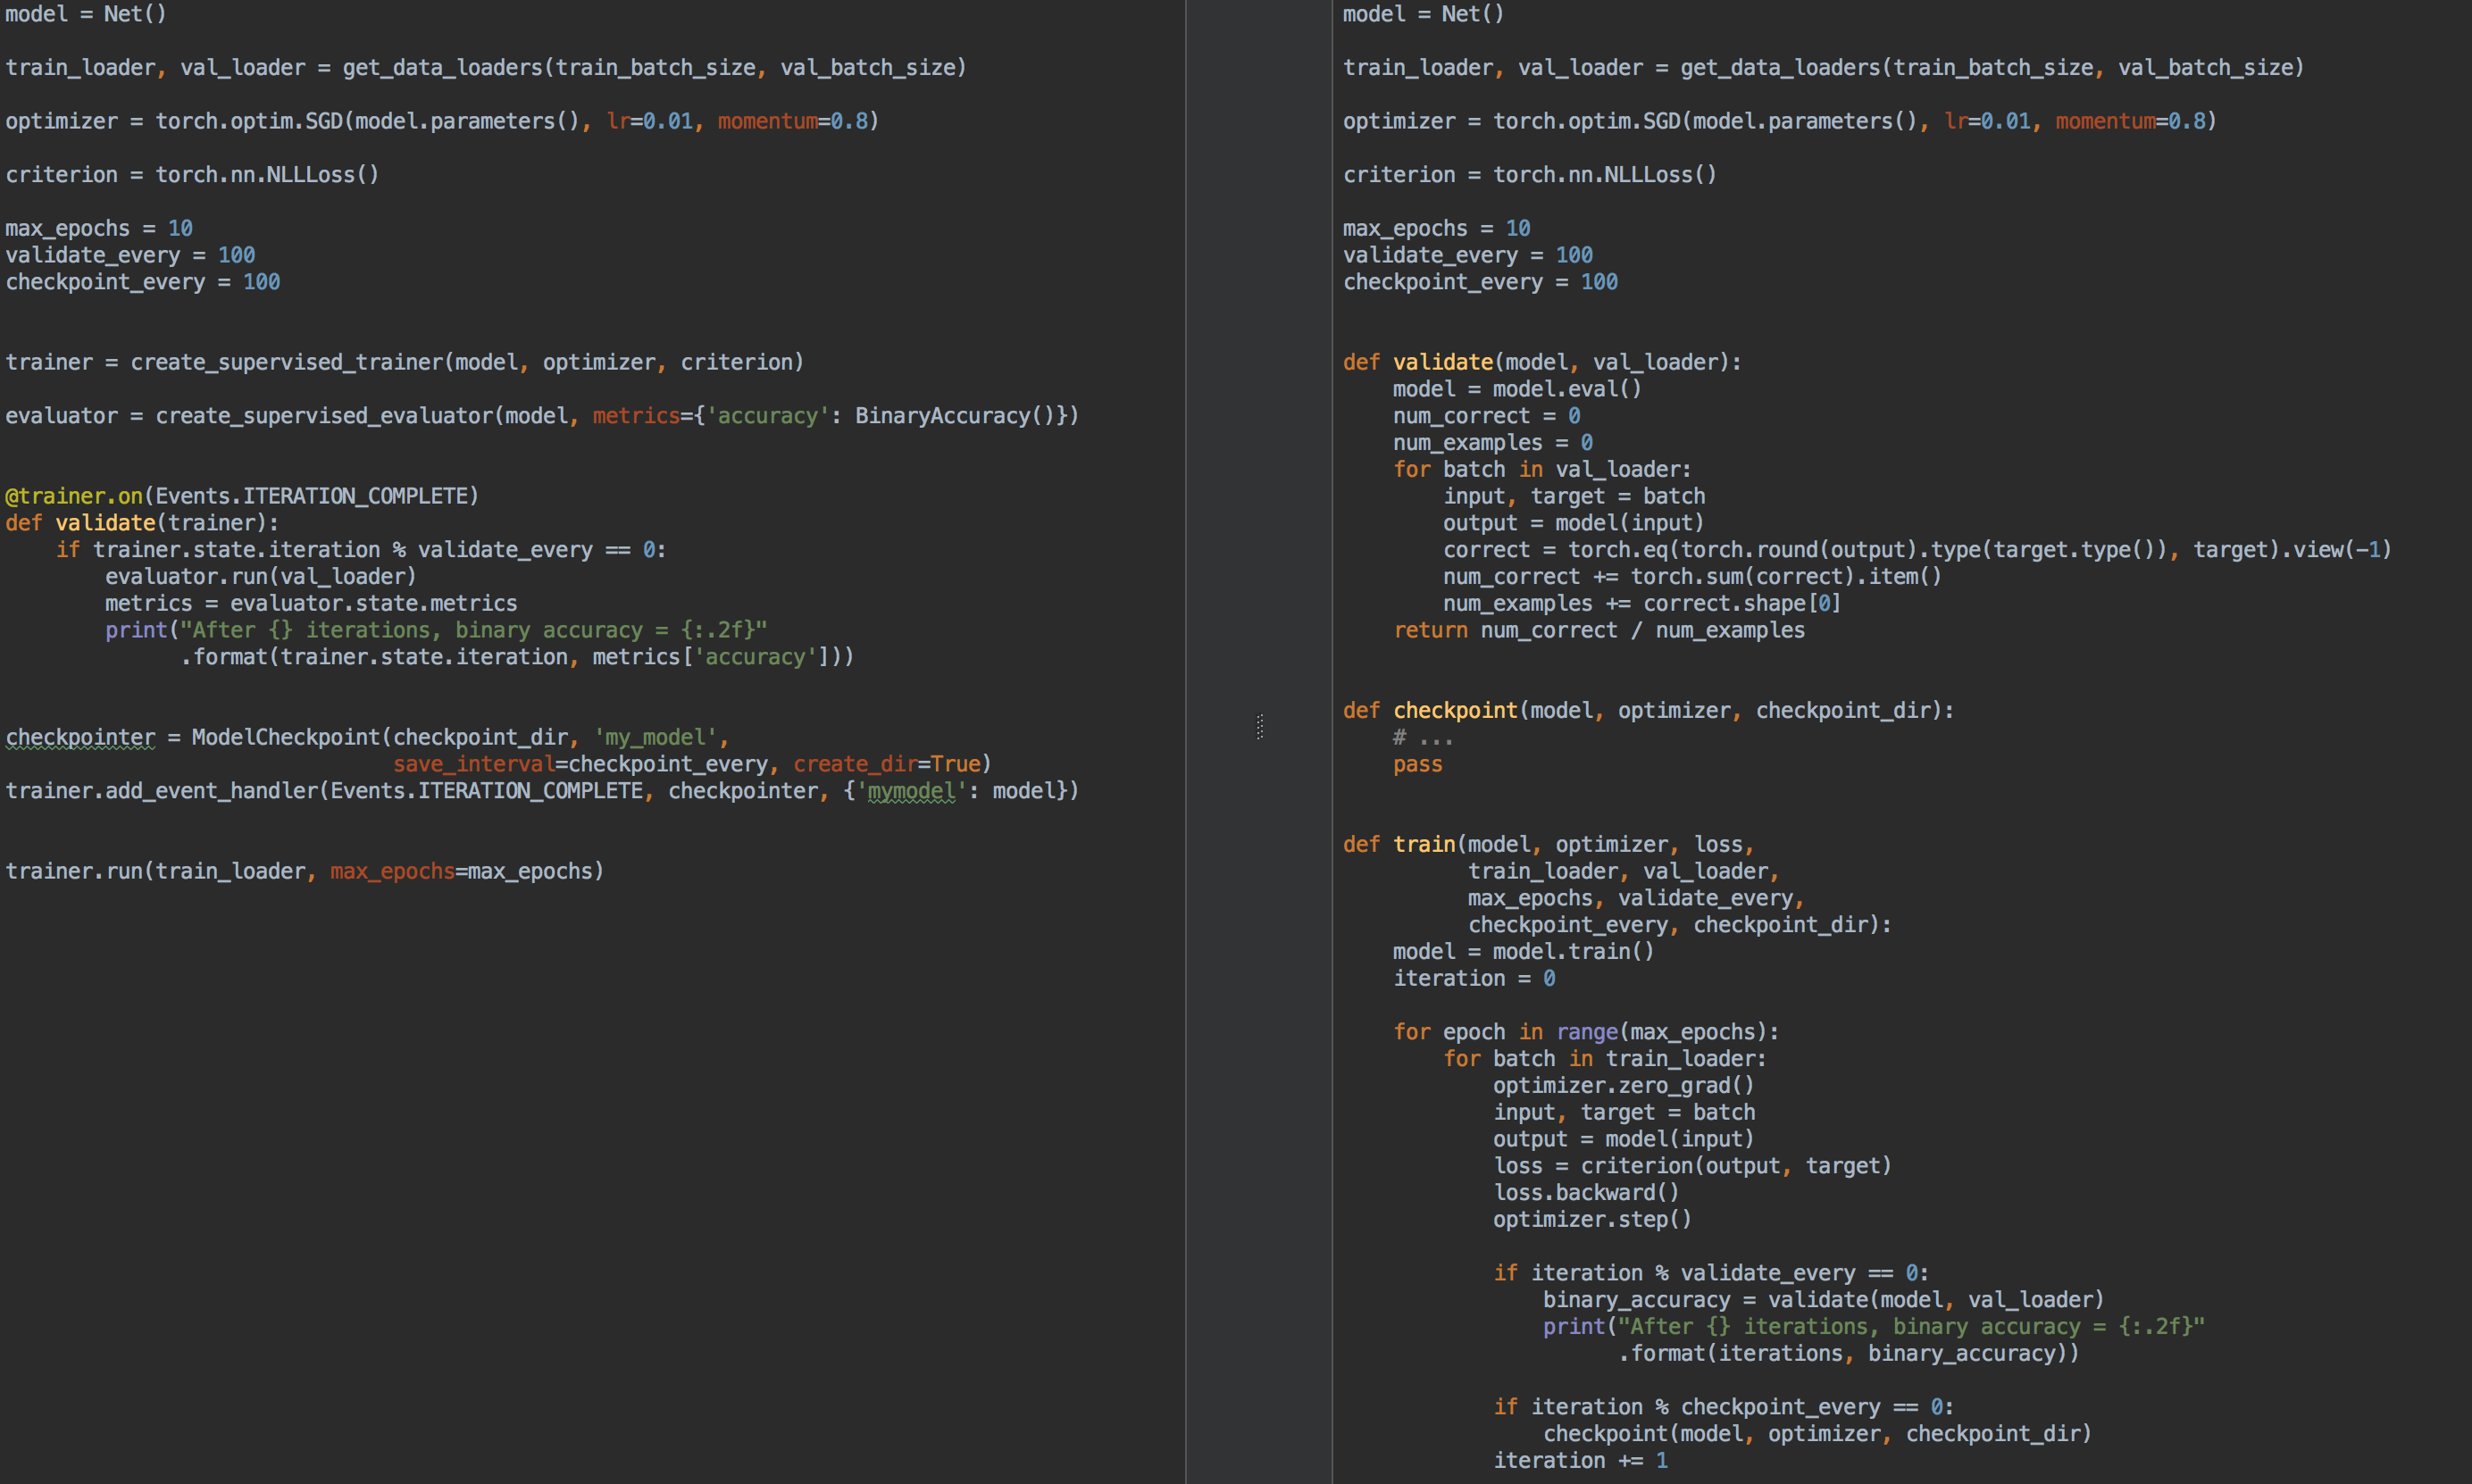 model = Net()
train_loader, val_loader = get_data_loaders(train_batch_size, val_batch_size)
optimizer = torch.optim.SGD(model.parameters(), lr=0.01, momentum=0.8)
criterion = torch.nn.NLLLoss()
max_epochs = 10
validate_every = 100
checkpoint_every = 100
trainer = create_supervised_trainer(model, optimizer, criterion)
evaluator = create_supervised_evaluator(model, metrics={'accuracy': BinaryAccuracy()})
@trainer.on(Events.ITERATION_COMPLETE)
def validate(trainer):
    if trainer.state.iteration % validate_every == 0:
        evaluator.run(val_loader)
        metrics = evaluator.state.metrics
        print("After {} iterations, binary accuracy = {:.2f}"
              .format(trainer.state.iteration, metrics['accuracy']))
checkpointer = ModelCheckpoint(checkpoint_dir, 'my_model',
                               save_interval=checkpoint_every, create_dir=True)
trainer.add_event_handler(Events.ITERATION_COMPLETE, checkpointer, {'mymodel': model})
trainer.run(train_loader, max_epochs=max_epochs)
model = Net()
train_loader, val_loader = get_data_loaders(train_batch_size, val_batch_size)
optimizer = torch.optim.SGD(model.parameters(), lr=0.01, momentum=0.8)
criterion = torch.nn.NLLLoss()
max_epochs = 10
validate_every = 100
checkpoint_every = 100
def validate(model, val_loader):
    model = model.eval()
    num_correct = 0
    num_examples = 0
    for batch in val_loader:
        input, target = batch
        output = model(input)
        correct = torch.eq(torch.round(output).type(target.type()), target).view(-1)
        num_correct += torch.sum(correct).item()
        num_examples += correct.shape[0]
    return num_correct / num_examples
def checkpoint(model, optimizer, checkpoint_dir):
    # ...
    pass
def train(model, optimizer, loss,
          train_loader, val_loader,
          max_epochs, validate_every,
          checkpoint_every, checkpoint_dir):
    model = model.train()
    iteration = 0
    for epoch in range(max_epochs):
        for batch in train_loader:
            optimizer.zero_grad()
            input, target = batch
            output = model(input)
            loss = criterion(output, target)
            loss.backward()
            optimizer.step()
            if iteration % validate_every == 0:
                binary_accuracy = validate(model, val_loader)
                print("After {} iterations, binary accuracy = {:.2f}"
                      .format(iterations, binary_accuracy))
            if iteration % checkpoint_every == 0:
                checkpoint(model, optimizer, checkpoint_dir)
            iteration += 1